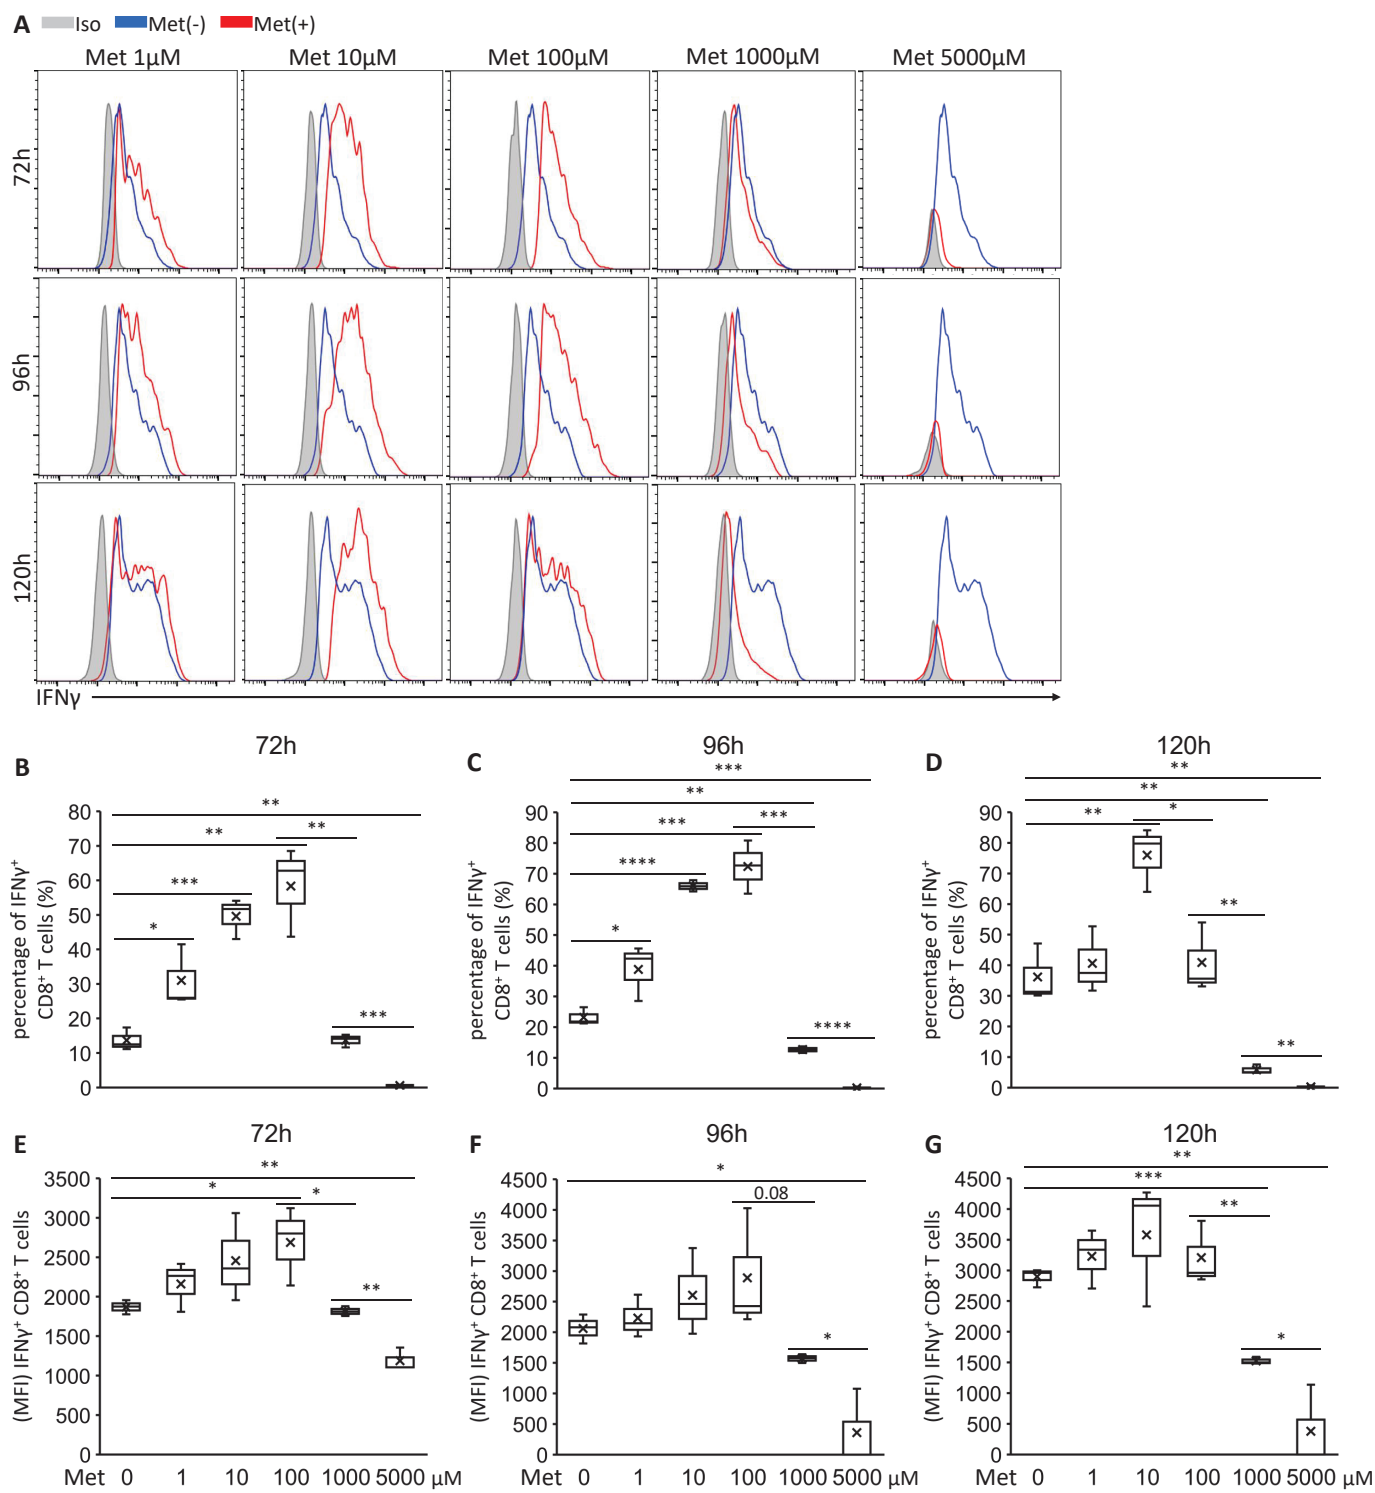 A Iso Met(-) Met(+)
Met 1μM Met 10μM Met 100μM Met 1000μM Met 5000μM
72h
96h
120h
IFNγ
B
72h
percentage of IFNγ⁺
CD8⁺ T cells (%)
80
70
60
50
40
30
20
10
0
**
** **
***
*
***
C
96h
percentage of IFNγ⁺
CD8⁺ T cells (%)
90
80
70
60
50
40
30
20
10
0
***
**
*** ***
****
*
****
D
120h
percentage of IFNγ⁺
CD8⁺ T cells (%)
90
80
70
60
50
40
30
20
10
0
**
**
** *
**
**
E
72h
(MFI) IFNγ⁺ CD8⁺ T cells
3500
3000
2500
2000
1500
1000
500
0
**
* *
**
Met 0 1 10 100 1000 5000 μM
F
96h
(MFI) IFNγ⁺ CD8⁺ T cells
4500
4000
3500
3000
2500
2000
1500
1000
500
0
*
0.08
*
0 1 10 100 1000 5000 μM
G
120h
(MFI) IFNγ⁺ CD8⁺ T cells
4500
4000
3500
3000
2500
2000
1500
1000
500
0
**
***
**
*
Met 0 1 10 100 1000 5000 μM